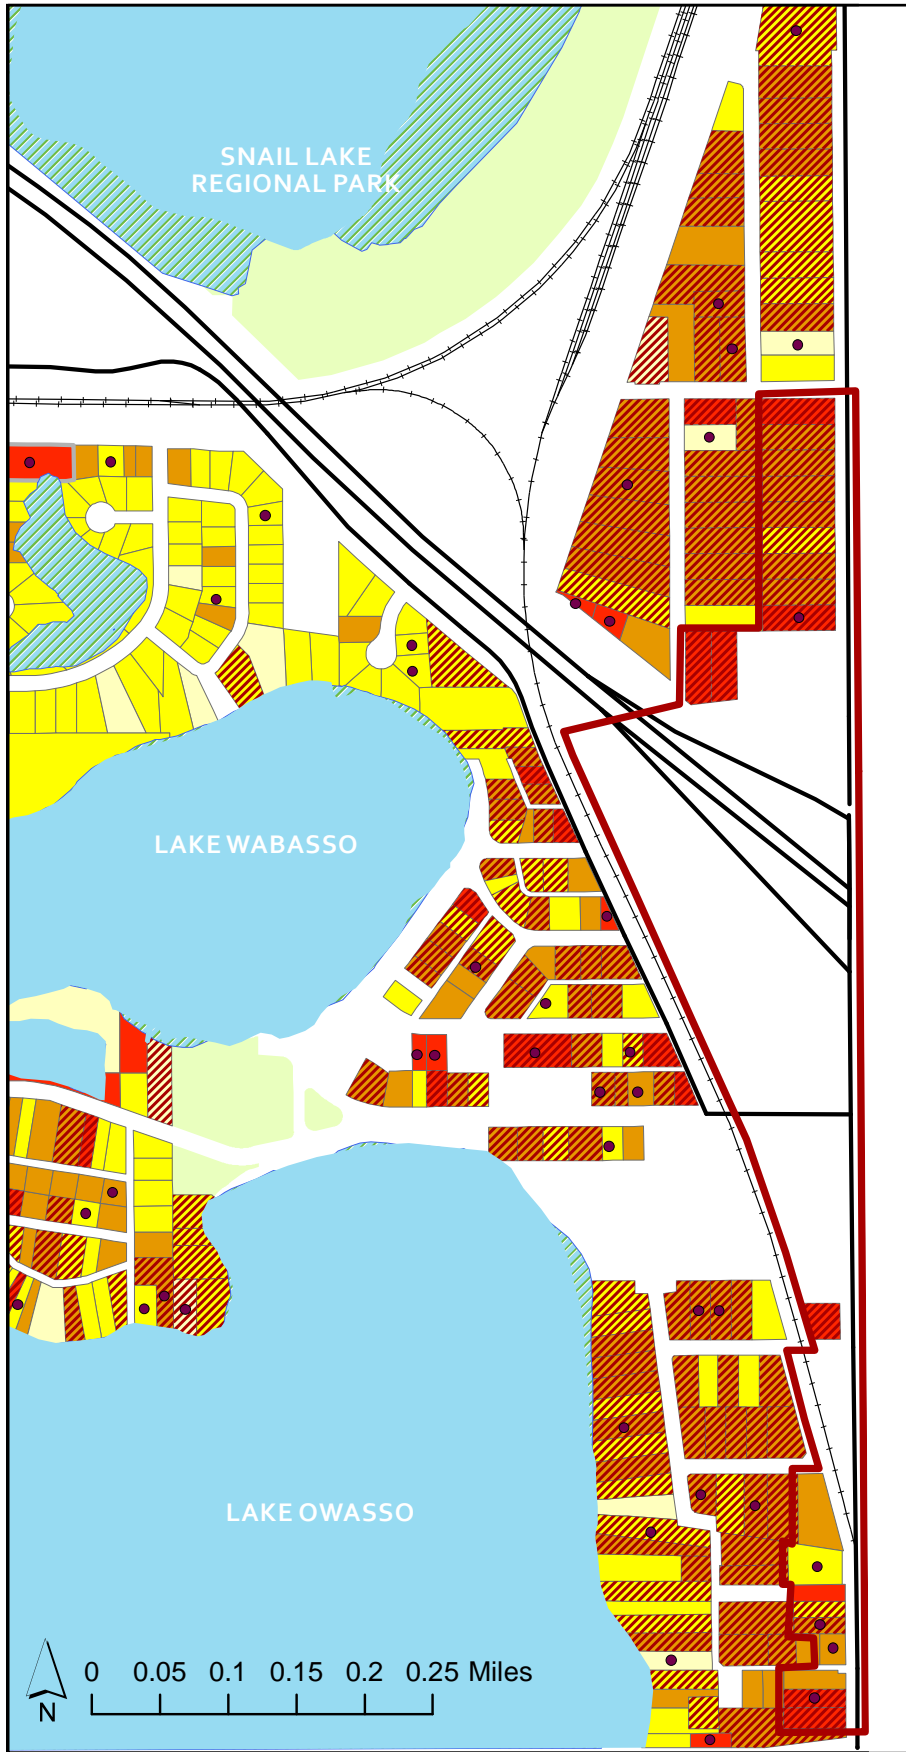 SNAIL LAKE
REGIONAL PARK
LAKE WABASSO
LAKE OWASSO
0 0.05 0.1 0.15 0.2 0.25 Miles
N